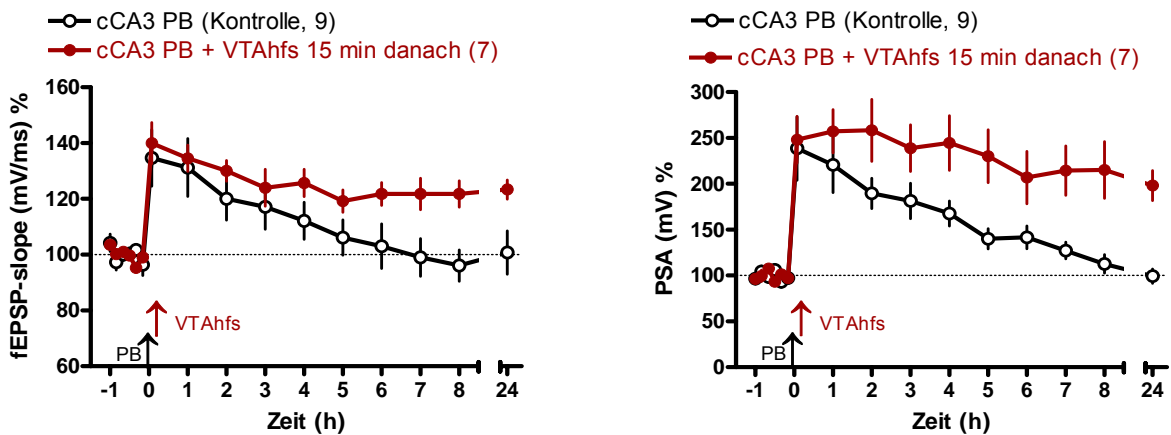 cCA3 PB (Kontrolle, 9)
cCA3 PB + VTAhfs 15 min danach (7)
fEPSP-slope (mV/ms) %
160
140
120
100
80
60
PB
VTAhfs
-1 0 1 2 3 4 5 6 7 8 24
Zeit (h)
cCA3 PB (Kontrolle, 9)
cCA3 PB + VTAhfs 15 min danach (7)
PSA (mV) %
300
250
200
150
100
50
0
PB
VTAhfs
-1 0 1 2 3 4 5 6 7 8 24
Zeit (h)